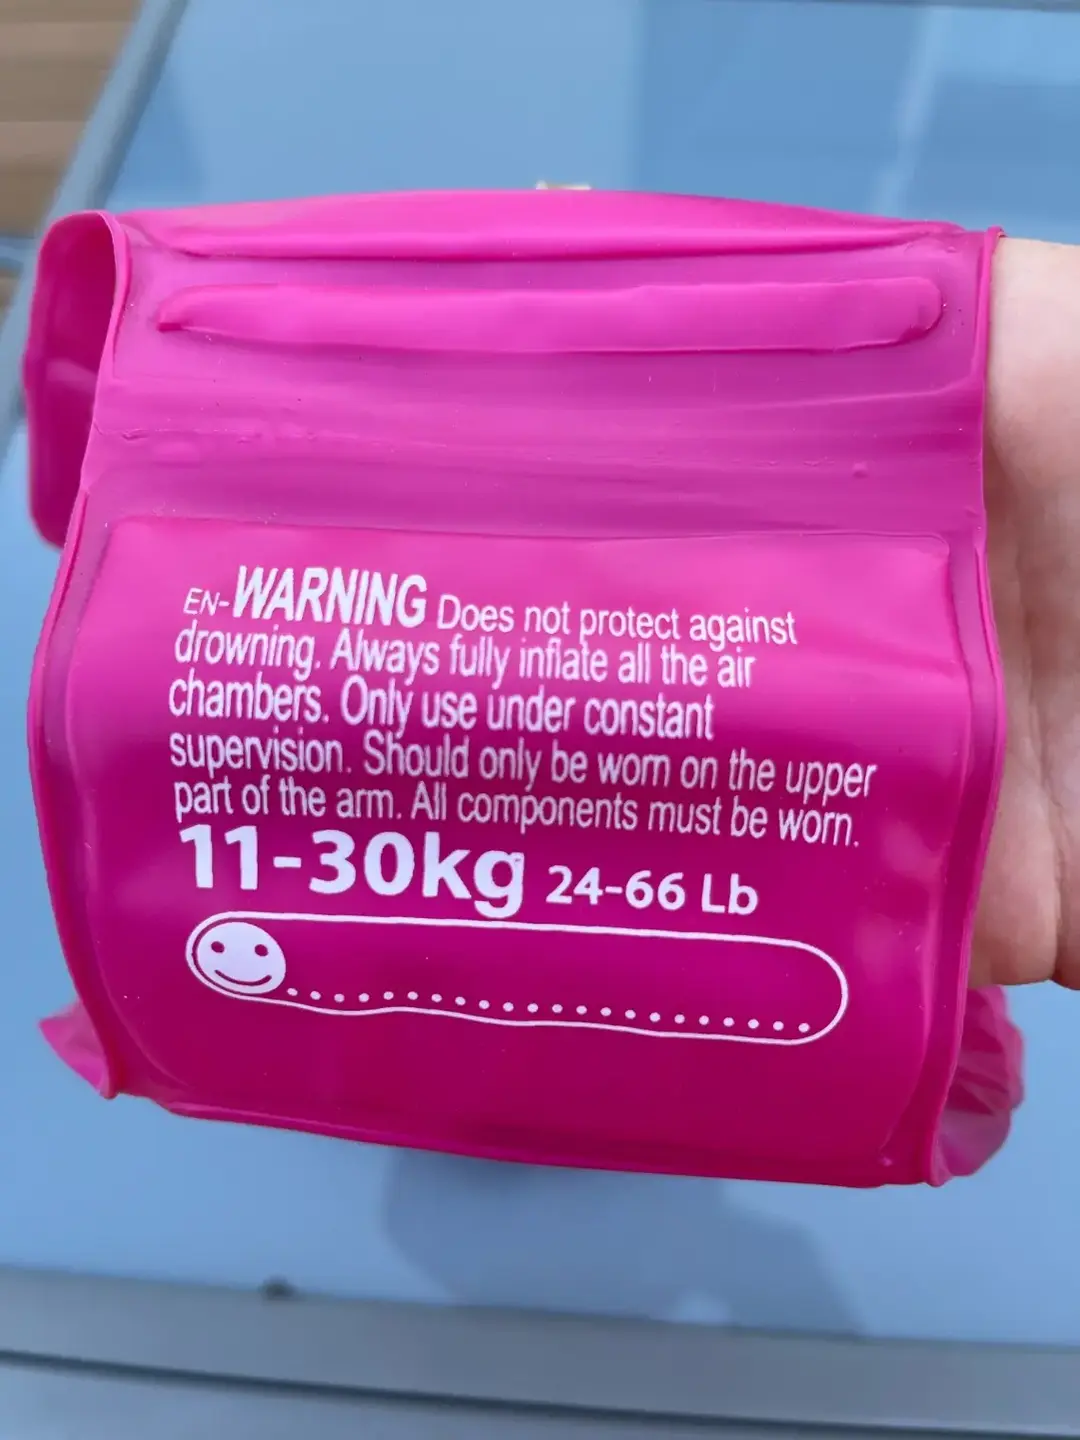 EN-WARNING Does not protect against
drowning. Always fully inflate all the air
chambers. Only use under constant
supervision. Should only be worn on the upper
part of the arm. All components must be worn.
11-30kg 24-66 Lb